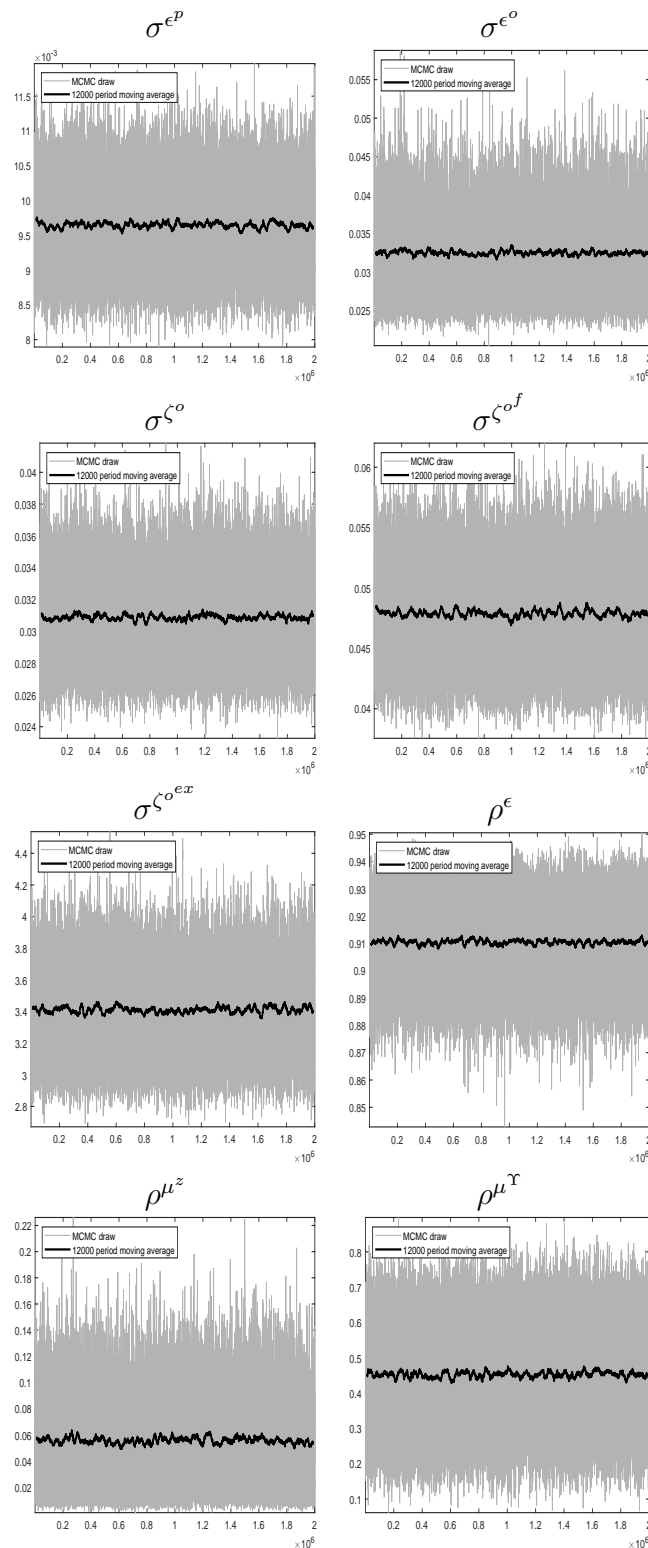 σ^{ϵ^p}
×10⁻³
MCMC draw
12000 period moving average
11.5
11
10.5
10
9.5
9
8.5
8
0.2 0.4 0.6 0.8 1 1.2 1.4 1.6 1.8 2
×10⁶
σ^{ϵ^o}
MCMC draw
12000 period moving average
0.055
0.05
0.045
0.04
0.035
0.03
0.025
0.2 0.4 0.6 0.8 1 1.2 1.4 1.6 1.8 2
×10⁶
σ^{ζ^o}
MCMC draw
12000 period moving average
0.04
0.038
0.036
0.034
0.032
0.03
0.028
0.026
0.024
0.2 0.4 0.6 0.8 1 1.2 1.4 1.6 1.8 2
×10⁶
σ^{ζ^{o^f}}
MCMC draw
12000 period moving average
0.06
0.055
0.05
0.045
0.04
0.2 0.4 0.6 0.8 1 1.2 1.4 1.6 1.8 2
×10⁶
σ^{ζ^{o^{ex}}}
MCMC draw
12000 period moving average
4.4
4.2
4
3.8
3.6
3.4
3.2
3
2.8
0.2 0.4 0.6 0.8 1 1.2 1.4 1.6 1.8 2
×10⁶
ρ^ϵ
MCMC draw
12000 period moving average
0.95
0.94
0.93
0.92
0.91
0.9
0.89
0.88
0.87
0.86
0.85
0.2 0.4 0.6 0.8 1 1.2 1.4 1.6 1.8 2
×10⁶
ρ^{μ^z}
MCMC draw
12000 period moving average
0.22
0.2
0.18
0.16
0.14
0.12
0.1
0.08
0.06
0.04
0.02
0.2 0.4 0.6 0.8 1 1.2 1.4 1.6 1.8 2
×10⁶
ρ^{μ^Υ}
MCMC draw
12000 period moving average
0.8
0.7
0.6
0.5
0.4
0.3
0.2
0.1
0.2 0.4 0.6 0.8 1 1.2 1.4 1.6 1.8 2
×10⁶